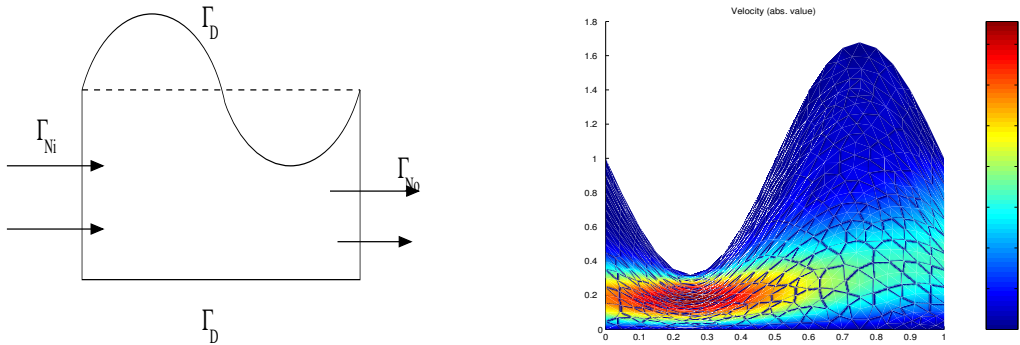 Γ_D
Γ_Ni
Γ_No
Γ_D
Velocity (abs. value)
1.8
1.6
1.4
1.2
1
0.8
0.6
0.4
0.2
0
0 0.1 0.2 0.3 0.4 0.5 0.6 0.7 0.8 0.9 1